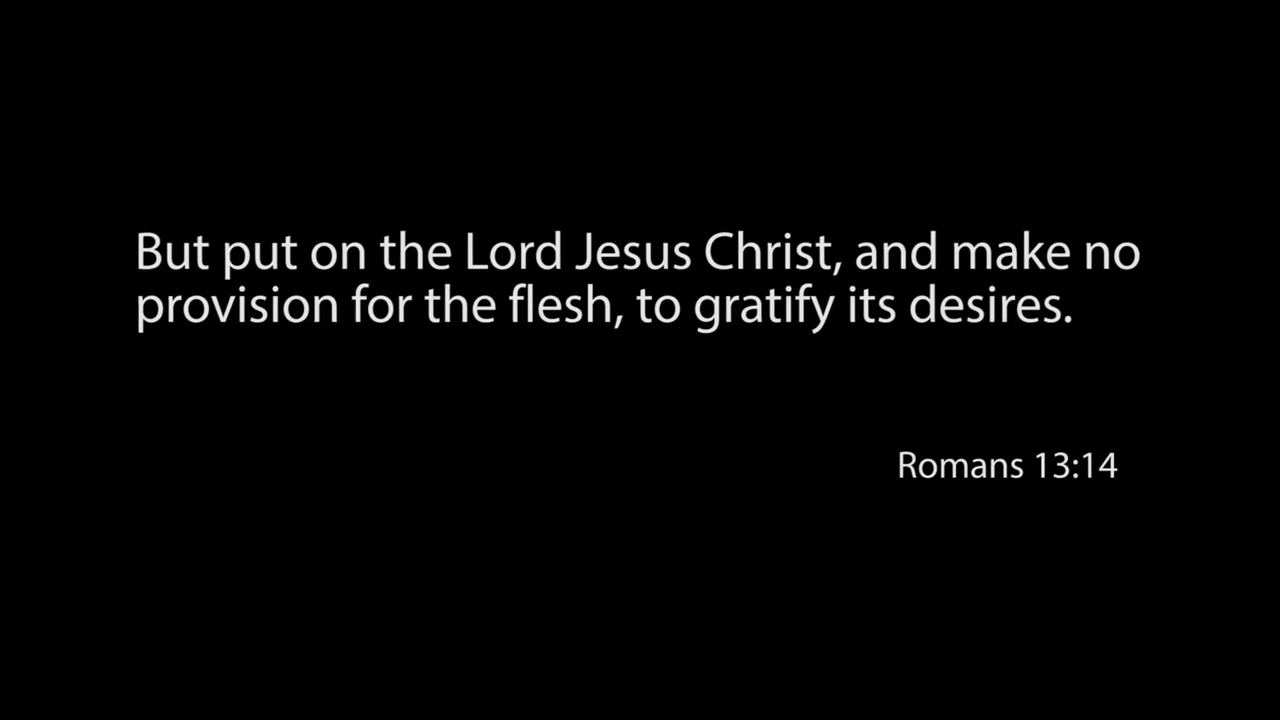 But put on the Lord Jesus Christ, and make no
provision for the flesh, to gratify its desires.
Romans 13:14